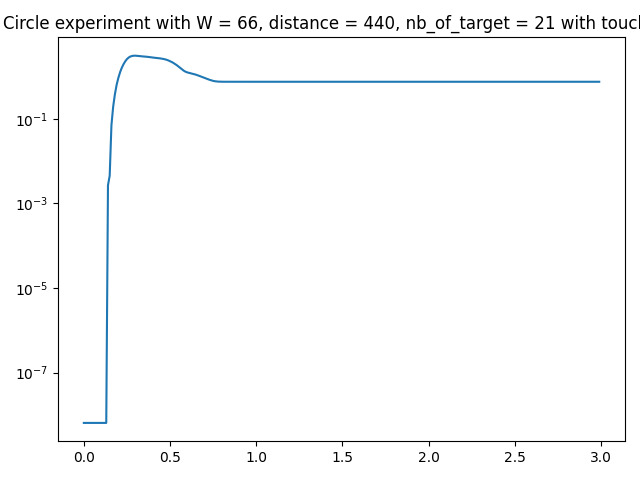 Circle experiment with W = 66, distance = 440, nb_of_target = 21 with touch
10⁻¹
10⁻³
10⁻⁵
10⁻⁷
0.0 0.5 1.0 1.5 2.0 2.5 3.0